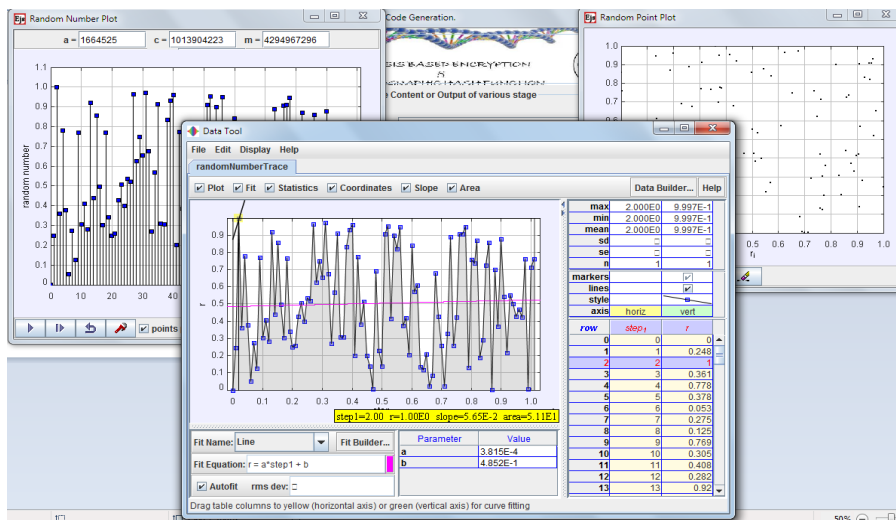 Random Number Plot
a = 1664525 c = 1013904223 m = 4294967296
1.1
1.0
0.9
0.8
0.7
0.6
0.5
0.4
0.3
0.2
0.1
0
random number
0 10 20 30 40
points
Code Generation.
SIS BASED ENCRYPTION
&
OGRAPHIC HASH FUNCTION
e Content or Output of various stage
Random Point Plot
1.0
0.9
0.8
0.7
0.6
0.5 0.6 0.7 0.8 0.9 1.0
Data Tool
File Edit Display Help
randomNumberTrace
Plot Fit Statistics Coordinates Slope Area Data Builder... Help
0.9
0.8
0.7
0.6
0.5
0.4
0.3
0.2
0.1
0
r
0 0.1 0.2 0.3 0.4 0.5 0.6 0.7 0.8 0.9 1.0
step1=2.00 r=1.00E0 slope=5.65E-2 area=5.11E1
max 2.000E0 9.997E-1
min 2.000E0 9.997E-1
mean 2.000E0 9.997E-1
sd
se
n 1 1
markers
lines
style
axis horiz vert
row step1 r
0 0 0
1 1 0.248
2 2 1
3 3 0.361
4 4 0.778
5 5 0.378
6 6 0.053
7 7 0.275
8 8 0.125
9 9 0.769
10 10 0.305
11 11 0.408
12 12 0.282
13 13 0.92
Fit Name: Line Fit Builder...
Fit Equation: r = a*step1 + b
Autofit rms dev:
Parameter Value
a 3.815E-4
b 4.852E-1
Drag table columns to yellow (horizontal axis) or green (vertical axis) for curve fitting
50%